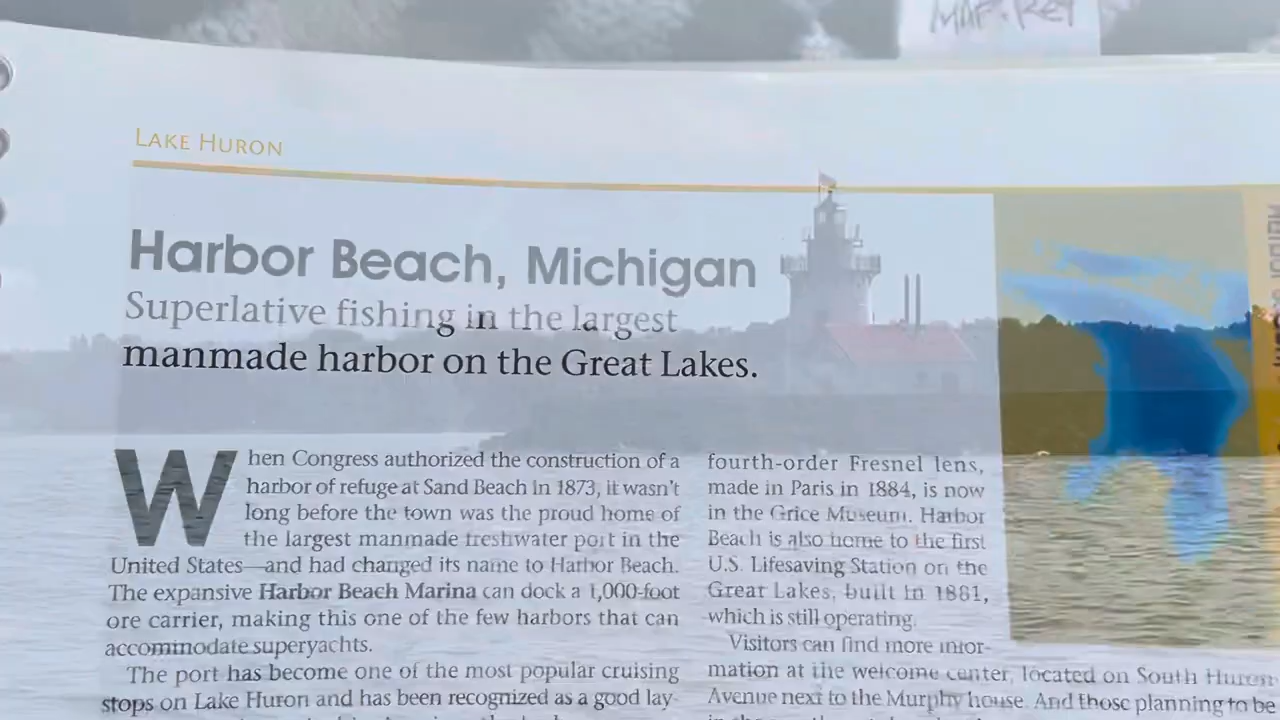 MAP. KEY
LAKE HURON
Harbor Beach, Michigan
Superlative fishing in the largest
manmade harbor on the Great Lakes.
When Congress authorized the construction of a
harbor of refuge at Sand Beach in 1873, it wasn't
long before the town was the proud home of
the largest manmade freshwater port in the
United States—and had changed its name to Harbor Beach.
The expansive Harbor Beach Marina can dock a 1,000-foot
ore carrier, making this one of the few harbors that can
accommodate superyachts.
The port has become one of the most popular cruising
stops on Lake Huron and has been recognized as a good lay-
fourth-order Fresnel lens,
made in Paris in 1884, is now
in the Grice Museum. Harbor
Beach is also home to the first
U.S. Lifesaving Station on the
Great Lakes, built in 1881,
which is still operating.
Visitors can find more infor-
mation at the welcome center, located on South Huron
Avenue next to the Murphy house. And those planning to be